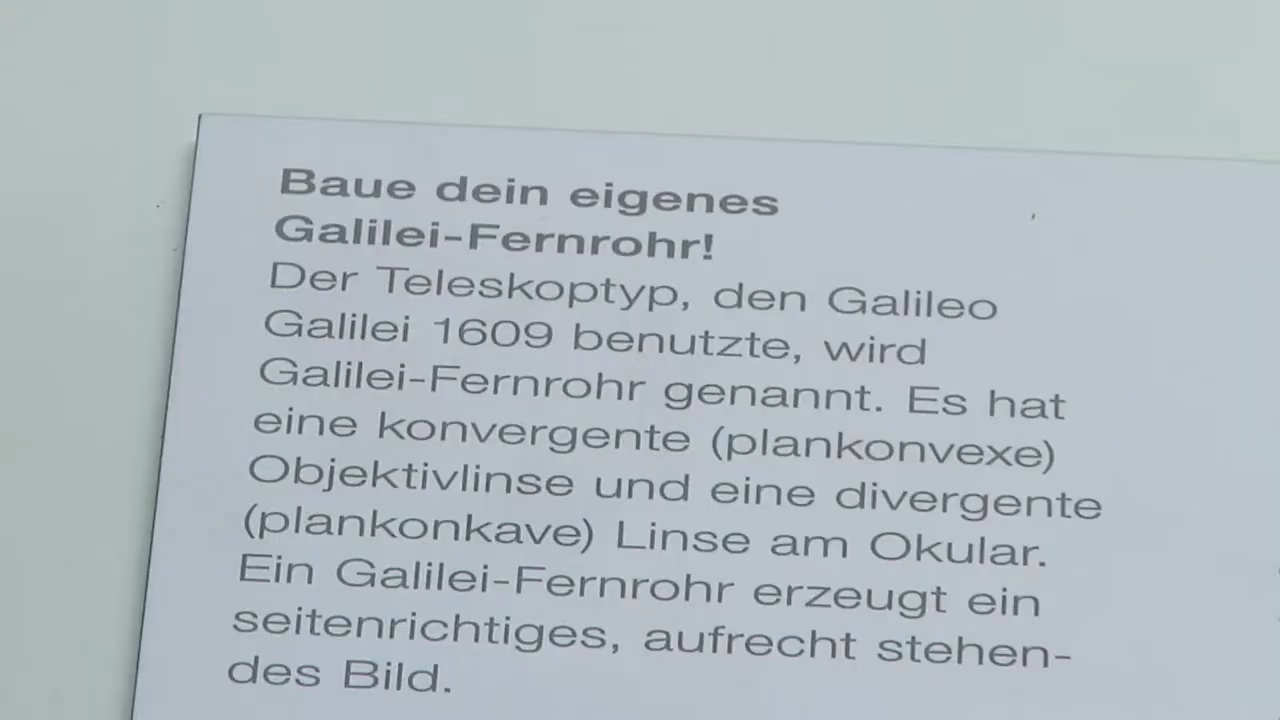 Baue dein eigenes
Galilei-Fernrohr!
Der Teleskoptyp, den Galileo
Galilei 1609 benutzte, wird
Galilei-Fernrohr genannt. Es hat
eine konvergente (plankonvexe)
Objektivlinse und eine divergente
(plankonkave) Linse am Okular.
Ein Galilei-Fernrohr erzeugt ein
seitenrichtiges, aufrecht stehen-
des Bild.